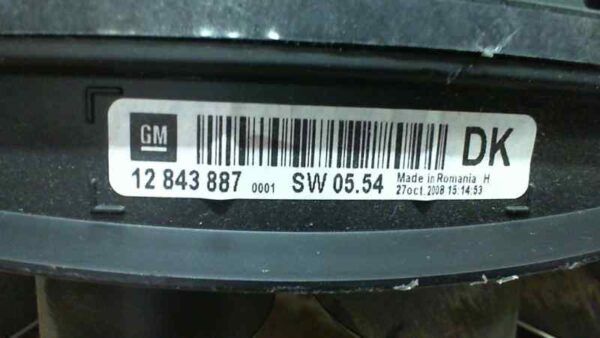 GM DK
12 843 887 0001 SW 05.54 Made in Romania H
27oct.2008 15:14:53